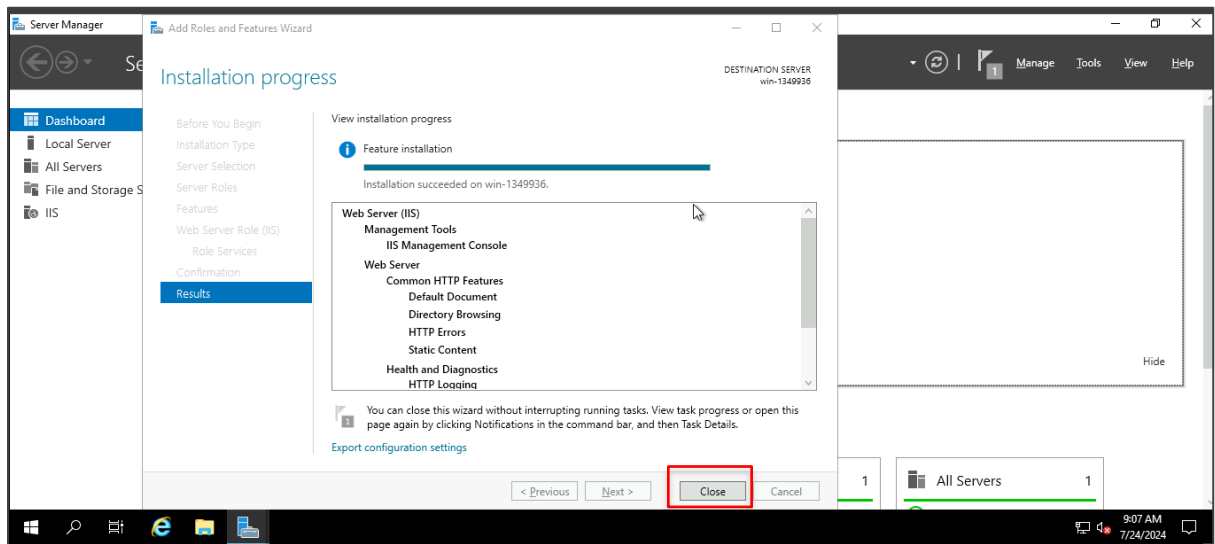 Server Manager
Add Roles and Features Wizard
Se
Manage Tools View Help
1
Installation progress
DESTINATION SERVER
win-1349936
Dashboard
Local Server
All Servers
File and Storage S
IIS
Before You Begin
Installation Type
Server Selection
Server Roles
Features
Web Server Role (IIS)
Role Services
Confirmation
Results
View installation progress
Feature installation
Installation succeeded on win-1349936.
Web Server (IIS)
Management Tools
IIS Management Console
Web Server
Common HTTP Features
Default Document
Directory Browsing
HTTP Errors
Static Content
Health and Diagnostics
HTTP Logging
1
You can close this wizard without interrupting running tasks. View task progress or open this
page again by clicking Notifications in the command bar, and then Task Details.
Export configuration settings
< Previous Next > Close Cancel
Hide
1
All Servers 1
9:07 AM
7/24/2024